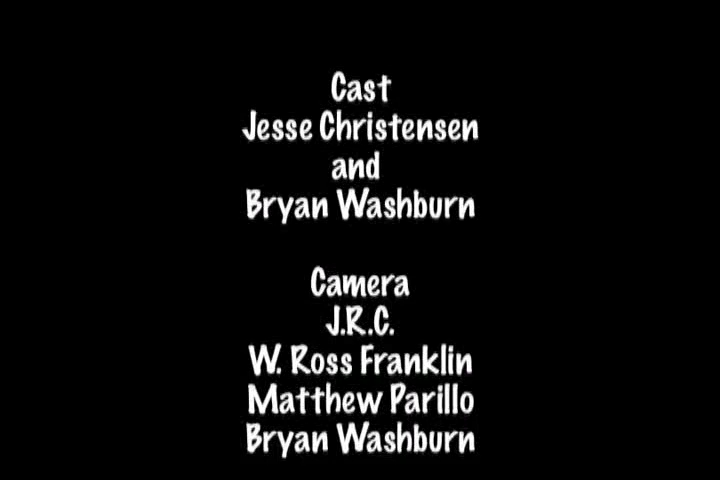 Cast
Jesse Christensen
and
Bryan Washburn
Camera
J.R.C.
W. Ross Franklin
Matthew Parillo
Bryan Washburn